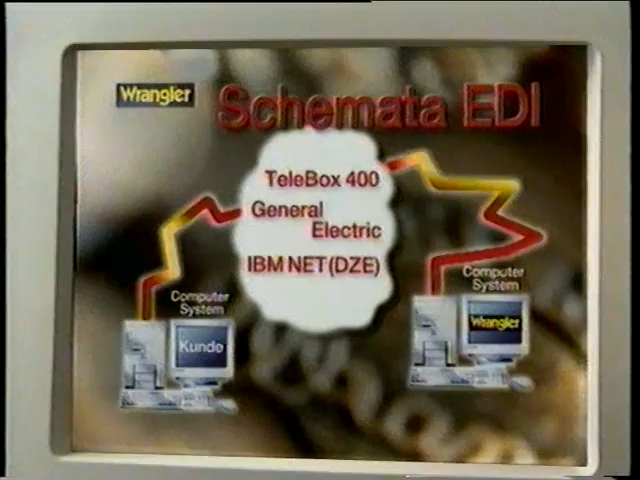 Wrangler
Schemata EDI
TeleBox 400
General
Electric
IBM NET (DZE)
Computer
System
Kunde
Computer
System
Wrangler